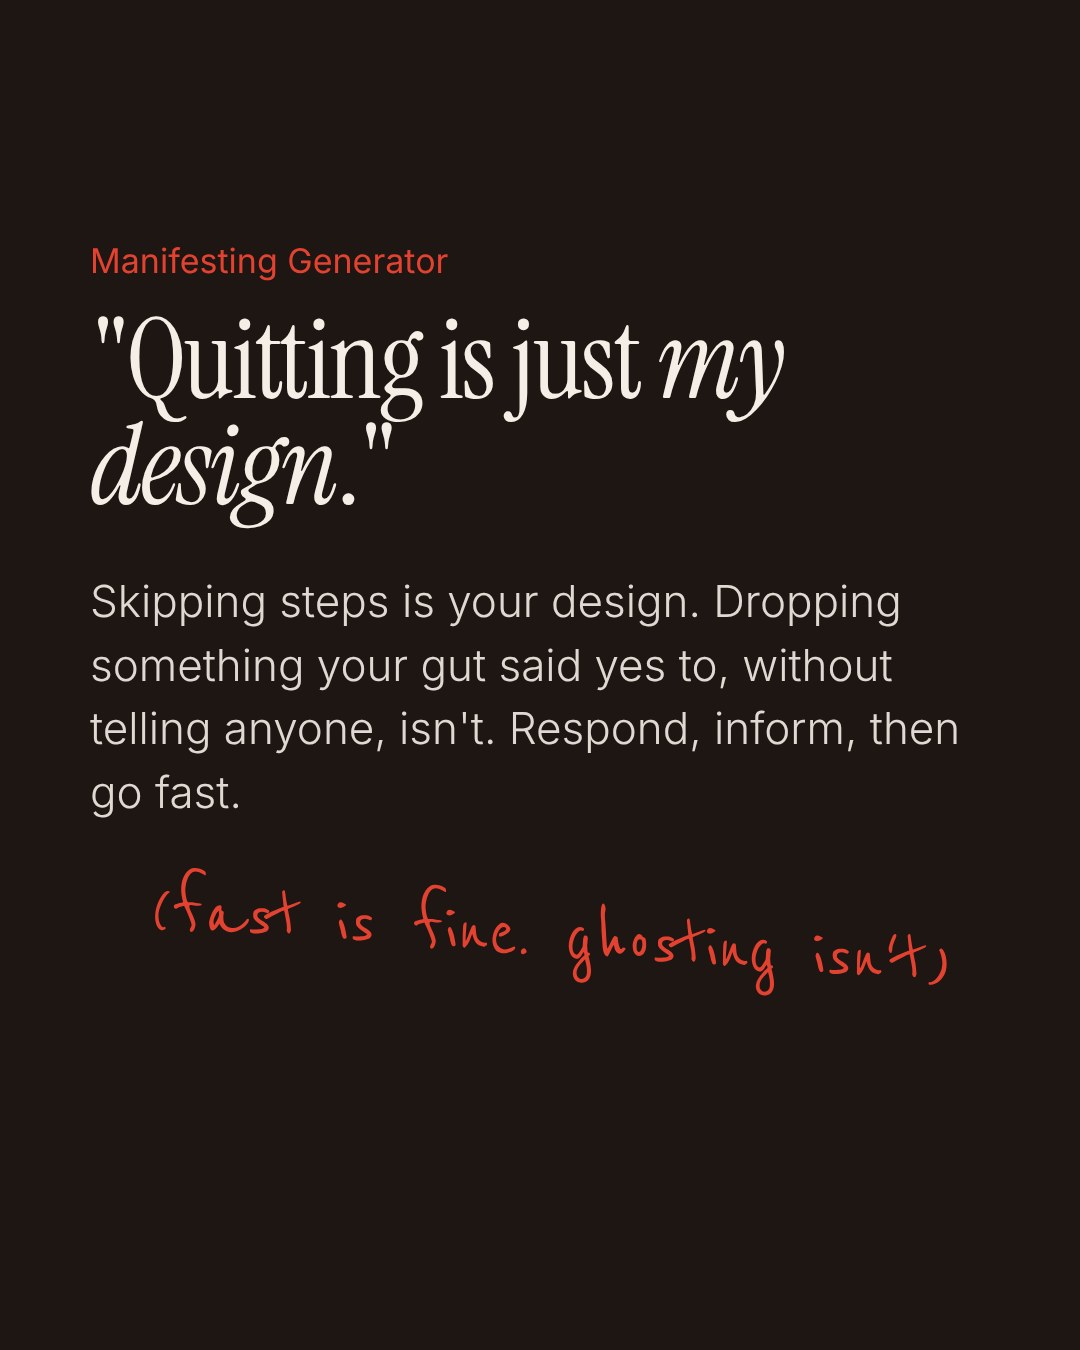 Manifesting Generator
"Quitting is just my
design."
Skipping steps is your design. Dropping
something your gut said yes to, without
telling anyone, isn't. Respond, inform, then
go fast.
(fast is fine. ghosting isn't)